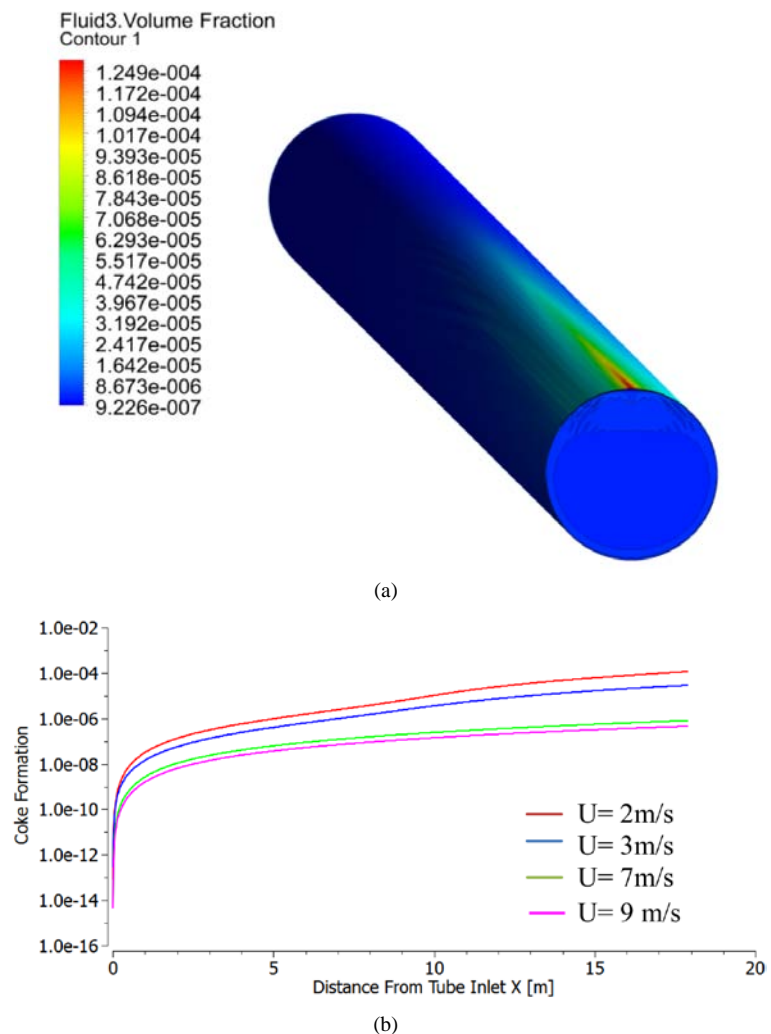 Fluid3.Volume Fraction
Contour 1
1.249e-004
1.172e-004
1.094e-004
1.017e-004
9.393e-005
8.618e-005
7.843e-005
7.068e-005
6.293e-005
5.517e-005
4.742e-005
3.967e-005
3.192e-005
2.417e-005
1.642e-005
8.673e-006
9.226e-007
(a)
1.0e-02
1.0e-04
1.0e-06
1.0e-08
1.0e-10
1.0e-12
1.0e-14
1.0e-16
Coke Formation
U= 2m/s
U= 3m/s
U= 7m/s
U= 9 m/s
0 5 10 15 20
Distance From Tube Inlet X [m]
(b)